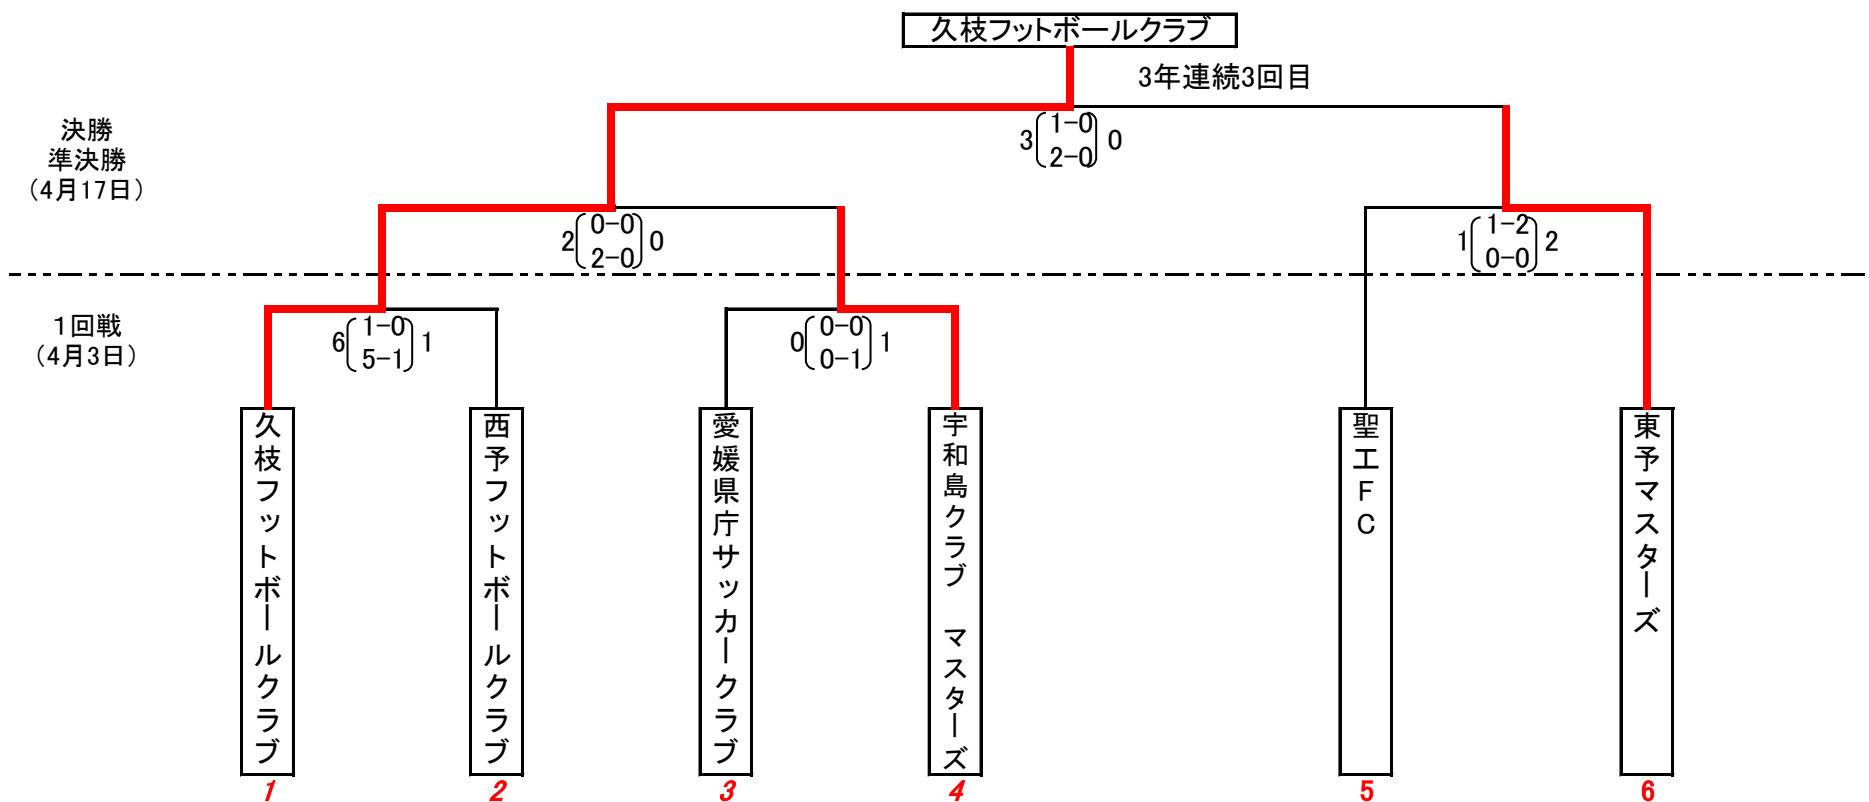 久枝フットボールクラブ
3年連続3回目
決勝
準決勝
（4月17日）
3 1-0 0
2-0
2 0-0 0
2-0
1 1-2 2
0-0
１回戦
（4月3日）
6 1-0 1
5-1
0 0-0 1
0-1
久枝フットボールクラブ
西予フットボールクラブ
愛媛県庁サッカークラブ
宇和島クラブ　マスターズ
聖工ＦＣ
東予マスターズ
1
2
3
4
5
6